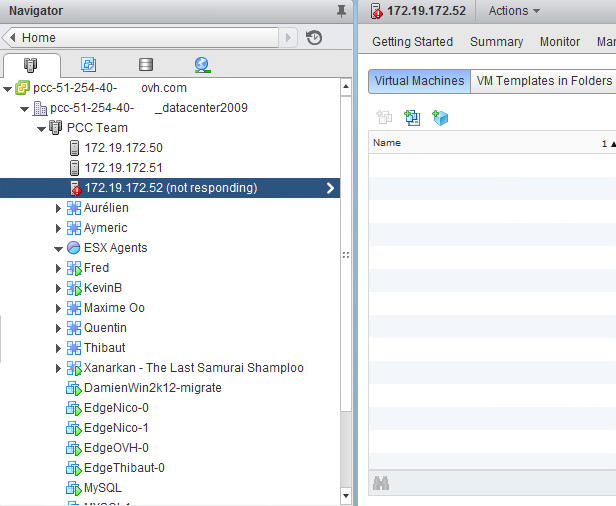 Navigator
Home
pcc-51-254-40- ovh.com
pcc-51-254-40- _datacenter2009
PCC Team
172.19.172.50
172.19.172.51
172.19.172.52 (not responding)
Aurélien
Aymeric
ESX Agents
Fred
KevinB
Maxime Oo
Quentin
Thibaut
Xanarkan - The Last Samurai Shamploo
DamienWin2k12-migrate
EdgeNico-0
EdgeNico-1
EdgeOVH-0
EdgeThibaut-0
MySQL
172.19.172.52 Actions
Getting Started Summary Monitor Mar
Virtual Machines VM Templates in Folders
Name 1